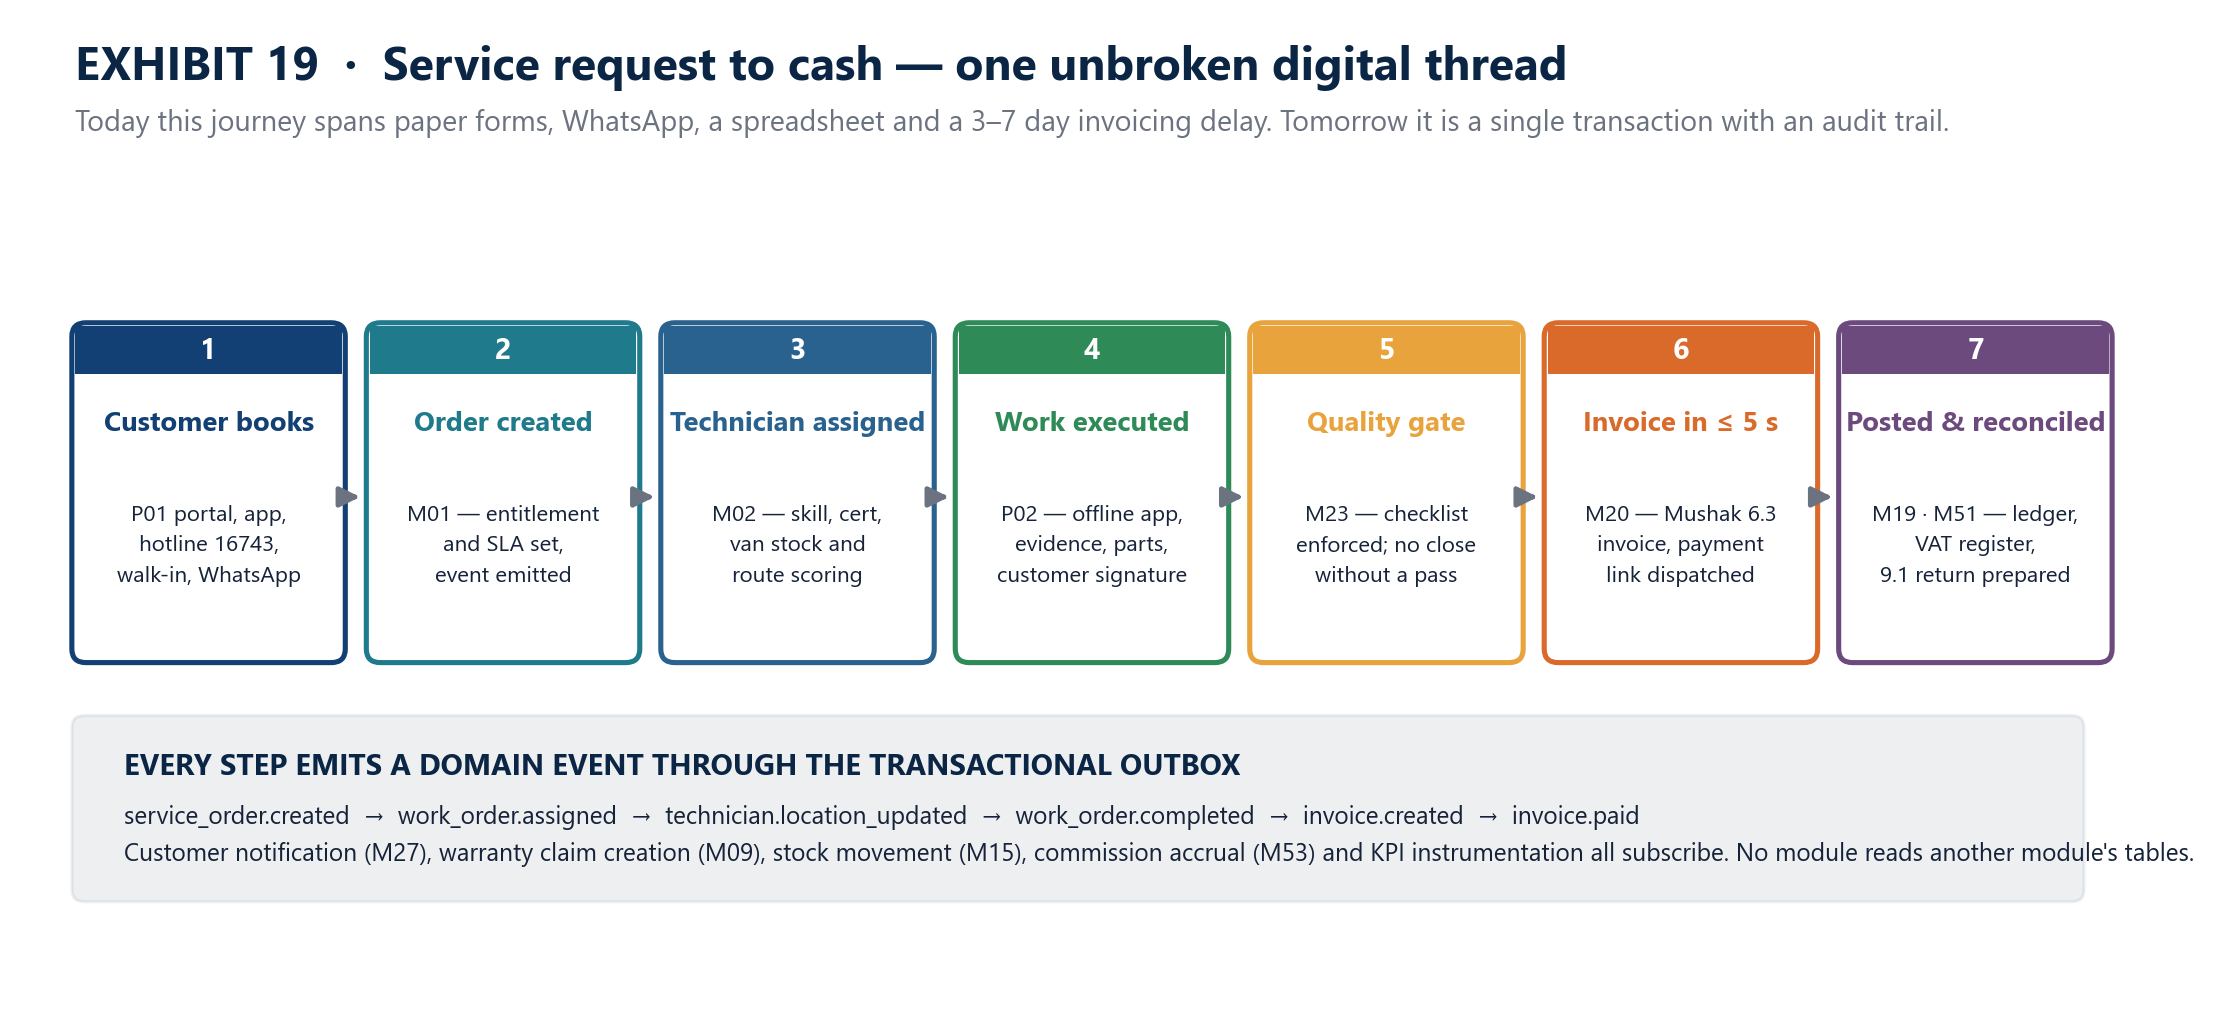 EXHIBIT 19 · Service request to cash — one unbroken digital thread
Today this journey spans paper forms, WhatsApp, a spreadsheet and a 3–7 day invoicing delay. Tomorrow it is a single transaction with an audit trail.
1
Customer books
P01 portal, app,
hotline 16743,
walk-in, WhatsApp
2
Order created
M01 — entitlement
and SLA set,
event emitted
3
Technician assigned
M02 — skill, cert,
van stock and
route scoring
4
Work executed
P02 — offline app,
evidence, parts,
customer signature
5
Quality gate
M23 — checklist
enforced; no close
without a pass
6
Invoice in ≤ 5 s
M20 — Mushak 6.3
invoice, payment
link dispatched
7
Posted & reconciled
M19 · M51 — ledger,
VAT register,
9.1 return prepared
EVERY STEP EMITS A DOMAIN EVENT THROUGH THE TRANSACTIONAL OUTBOX
service_order.created → work_order.assigned → technician.location_updated → work_order.completed → invoice.created → invoice.paid
Customer notification (M27), warranty claim creation (M09), stock movement (M15), commission accrual (M53) and KPI instrumentation all subscribe. No module reads another module's tables.